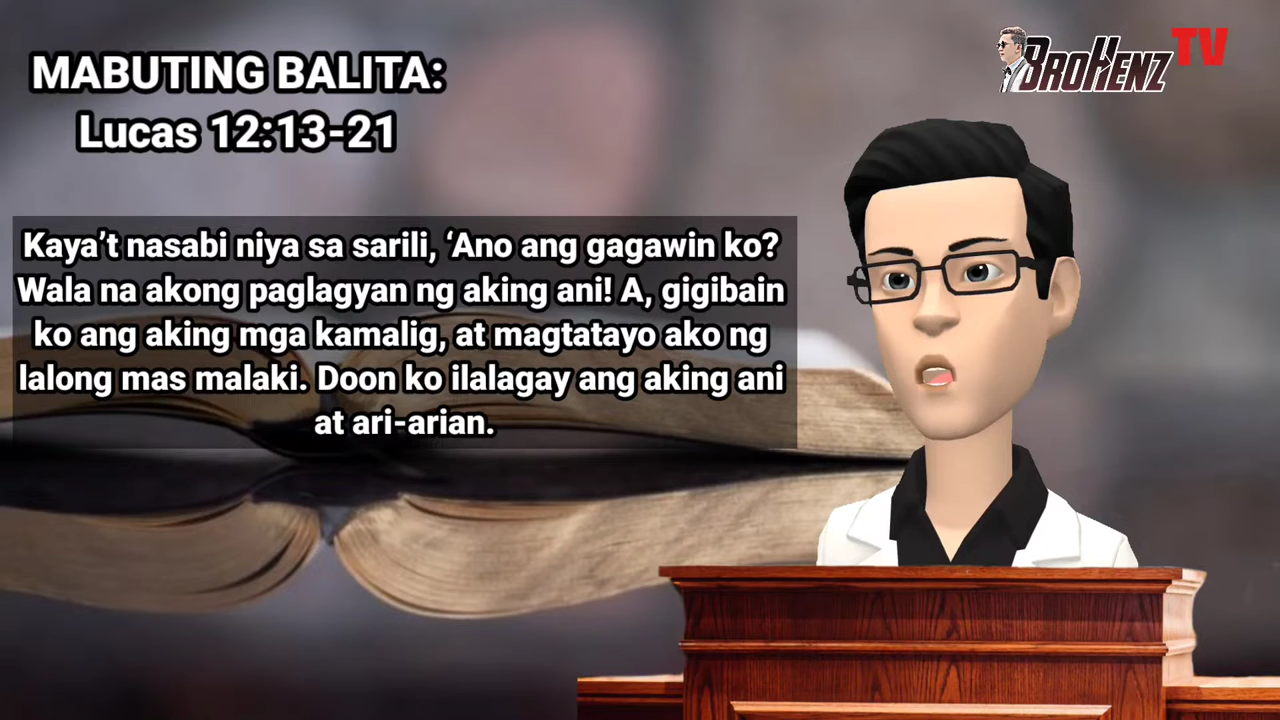 MABUTING BALITA:
Lucas 12:13-21
BROHENZ TV
Kaya’t nasabi niya sa sarili, ‘Ano ang gagawin ko?
Wala na akong paglagyan ng aking ani! A, gigibain
ko ang aking mga kamalig, at magtatayo ako ng
lalong mas malaki. Doon ko ilalagay ang aking ani
at ari-arian.